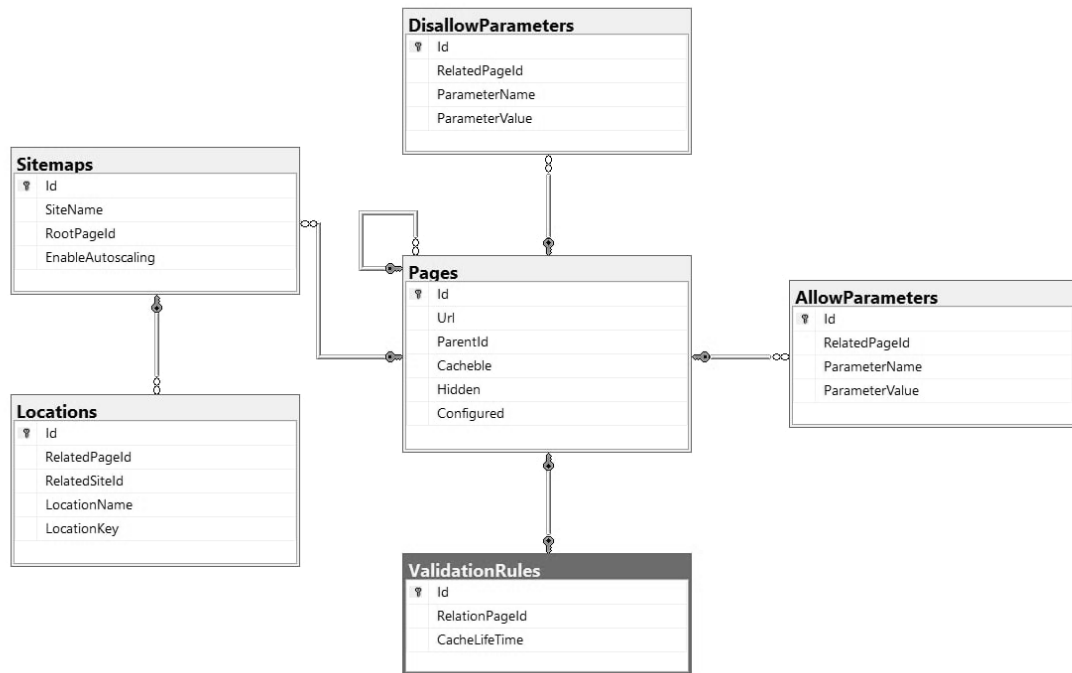 DisallowParameters
Id
RelatedPageId
ParameterName
ParameterValue
Sitemaps
Id
SiteName
RootPageId
EnableAutoscaling
Pages
Id
Url
ParentId
Cacheble
Hidden
Configured
AllowParameters
Id
RelatedPageId
ParameterName
ParameterValue
Locations
Id
RelatedPageId
RelatedSiteId
LocationName
LocationKey
ValidationRules
Id
RelationPageId
CacheLifeTime